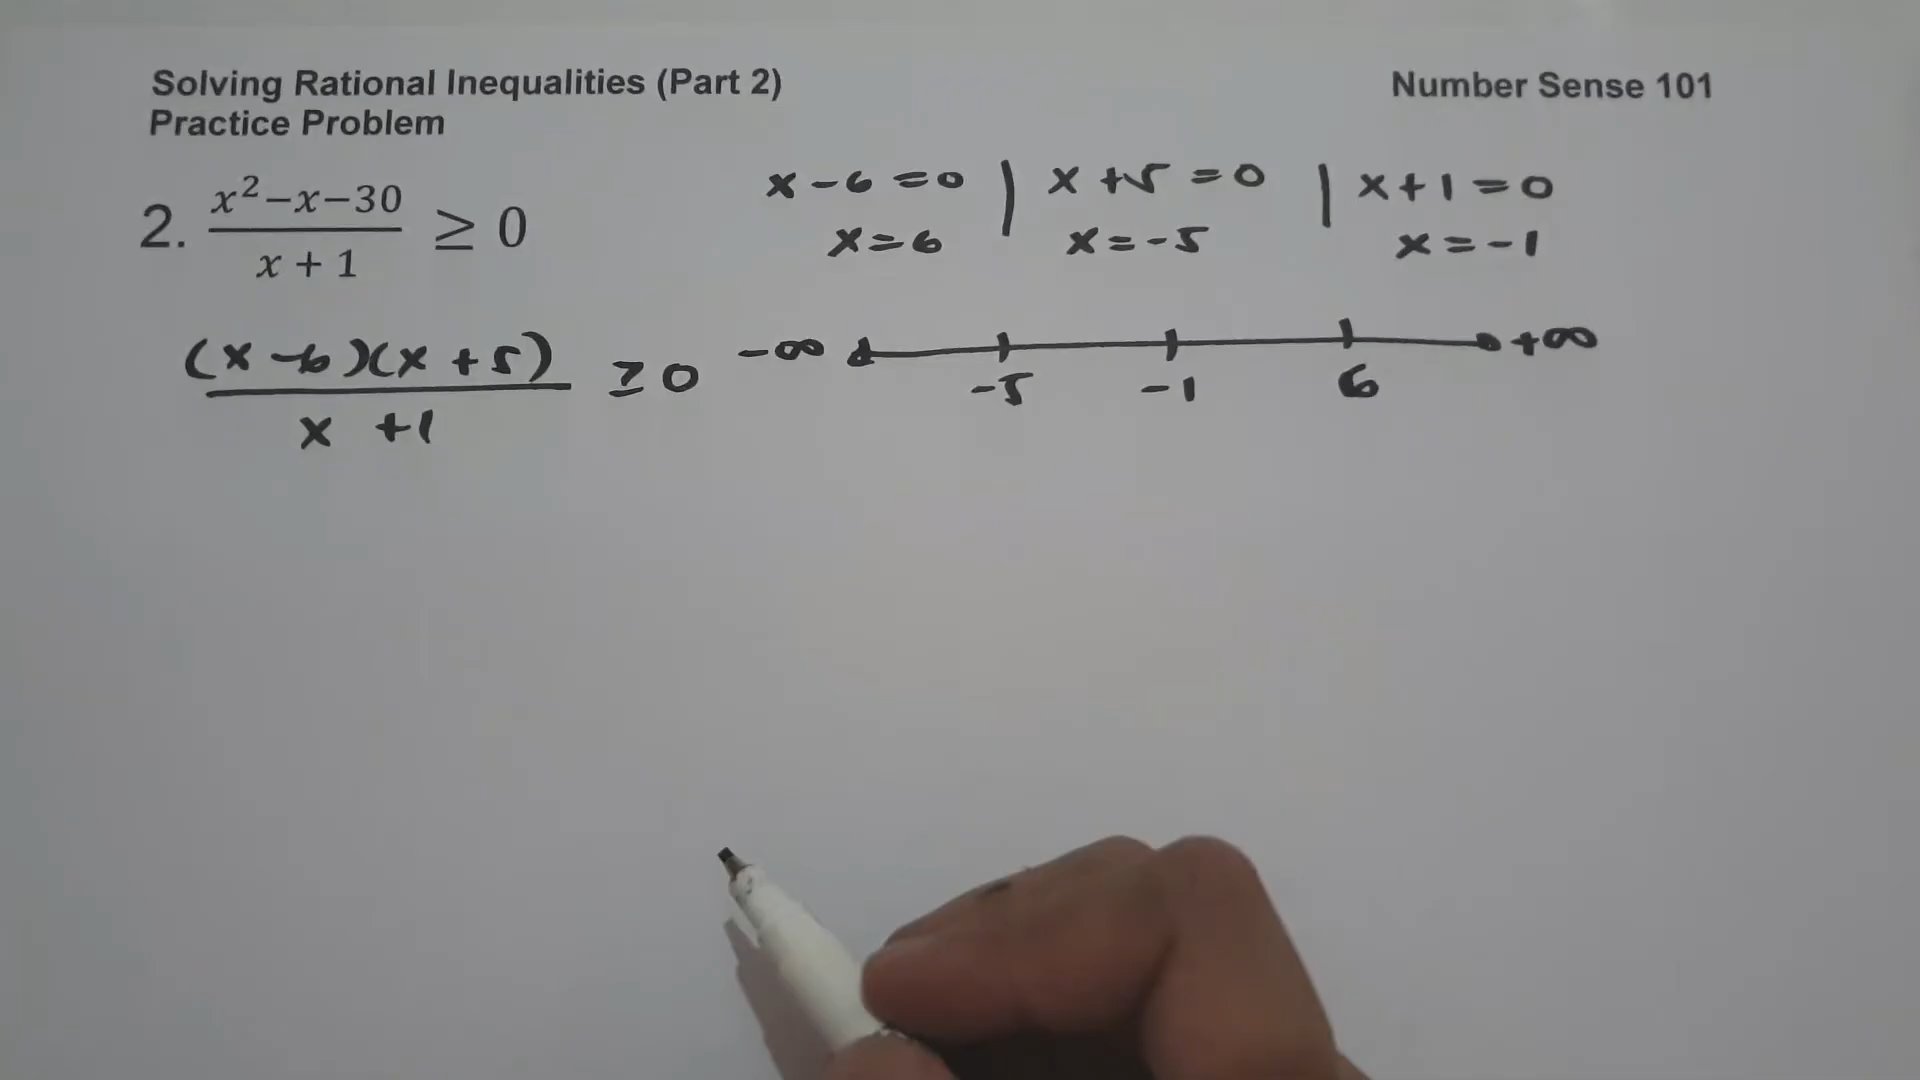 Solving Rational Inequalities (Part 2)
Number Sense 101
Practice Problem
2. x²−x−30 / x + 1 ≥ 0
x - 6 = 0 | x + 5 = 0 | x + 1 = 0
x = 6 x = -5 x = -1
(x - 6)(x + 5) / x + 1 ≥ 0
-∞ +∞
-5 -1 6